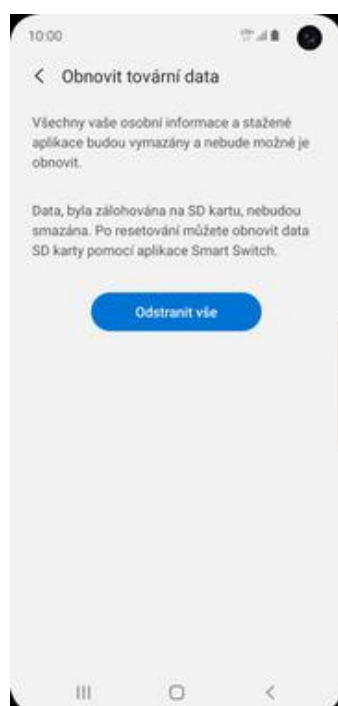 10:00
Obnovit tovární data
Všechny vaše osobní informace a stažené
aplikace budou vymazány a nebude možné je
obnovit.
Data, byla zálohována na SD kartu, nebudou
smazána. Po resetování můžete obnovit data
SD karty pomocí aplikace Smart Switch.
Odstranit vše